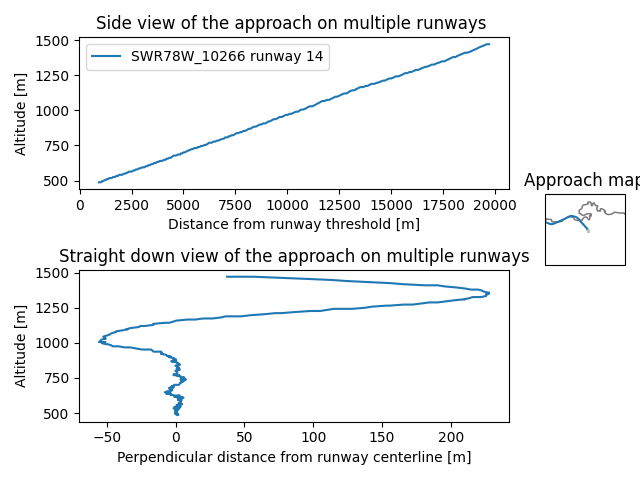 Side view of the approach on multiple runways
Altitude [m]
1500
1250
1000
750
500
SWR78W_10266 runway 14
0 2500 5000 7500 10000 12500 15000 17500 20000
Distance from runway threshold [m]
Approach map
Straight down view of the approach on multiple runways
Altitude [m]
1500
1250
1000
750
500
−50 0 50 100 150 200
Perpendicular distance from runway centerline [m]